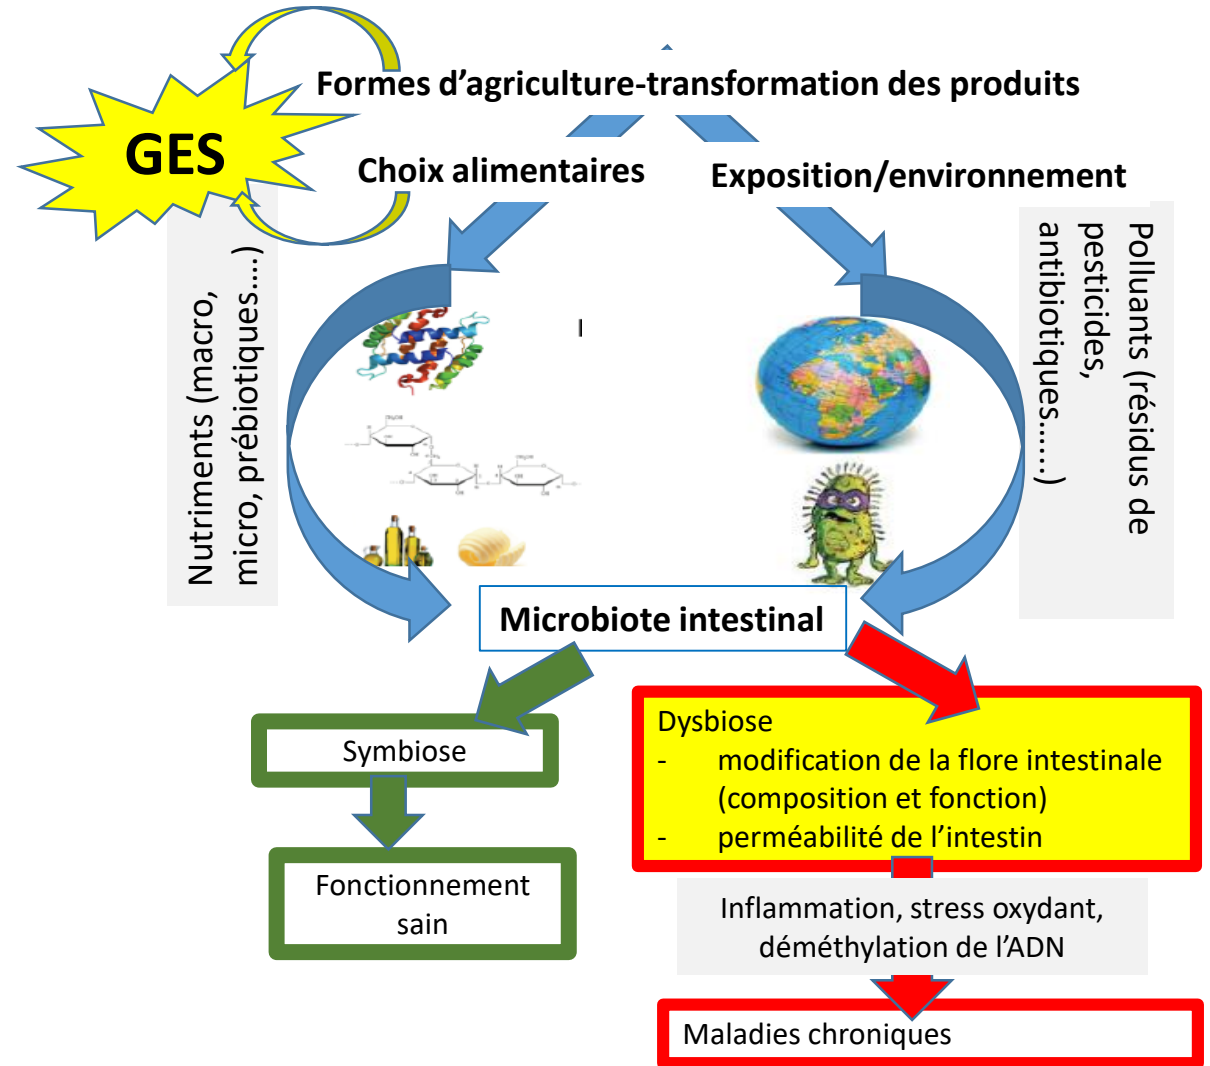 Formes d’agriculture-transformation des produits
GES
Choix alimentaires
Exposition/environnement
Nutriments (macro,
micro, prébiotiques….)
Polluants (résidus de
pesticides,
antibiotiques……)
Microbiote intestinal
Symbiose
Fonctionnement
sain
Dysbiose
- modification de la flore intestinale
(composition et fonction)
- perméabilité de l’intestin
Inflammation, stress oxydant,
déméthylation de l’ADN
Maladies chroniques